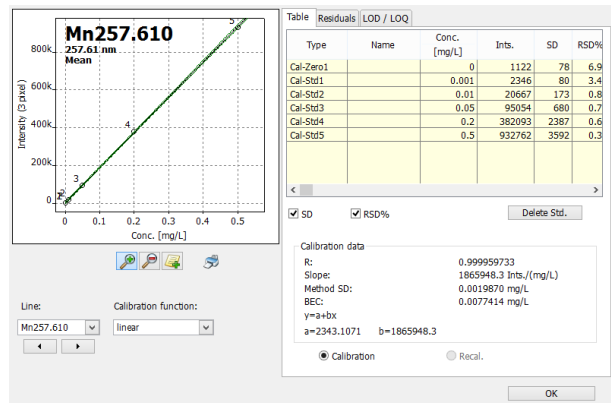 Mn257.610
257.61 nm
Mean
Intensity (3 pixel)
800k
600k
400k
200k
0
5
4
3
2
0 0.1 0.2 0.3 0.4 0.5
Conc. [mg/L]
Line: Calibration function:
Mn257.610 linear
Table Residuals LOD / LOQ
Type Name Conc. [mg/L] Ints. SD RSD%
Cal-Zero1 0 1122 78 6.9
Cal-Std1 0.001 2346 80 3.4
Cal-Std2 0.01 20667 173 0.8
Cal-Std3 0.05 95054 680 0.7
Cal-Std4 0.2 382093 2387 0.6
Cal-Std5 0.5 932762 3592 0.3
SD RSD% Delete Std.
Calibration data
R: 0.999959733
Slope: 1865948.3 Ints./(mg/L)
Method SD: 0.0019870 mg/L
BEC: 0.0077414 mg/L
y=a+bx
a=2343.1071 b=1865948.3
Calibration Recal.
OK